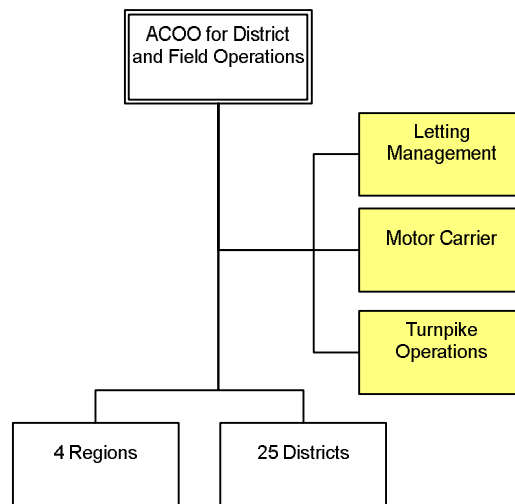 ACOO for District
and Field Operations
Letting
Management
Motor Carrier
Turnpike
Operations
4 Regions
25 Districts